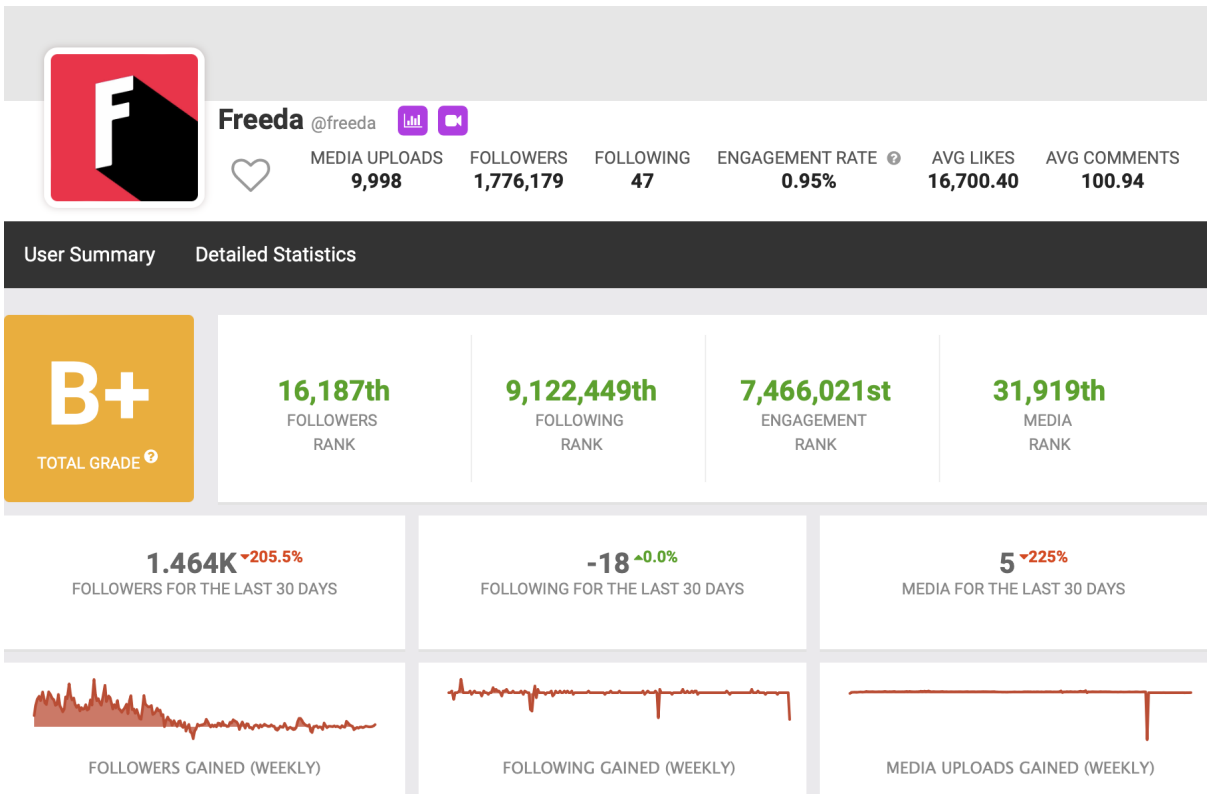 F
Freeda @freeda
MEDIA UPLOADS FOLLOWERS FOLLOWING ENGAGEMENT RATE ? AVG LIKES AVG COMMENTS
9,998 1,776,179 47 0.95% 16,700.40 100.94
User Summary Detailed Statistics
B+
TOTAL GRADE ?
16,187th 9,122,449th 7,466,021st 31,919th
FOLLOWERS FOLLOWING ENGAGEMENT MEDIA
RANK RANK RANK RANK
1.464K 205.5% -18 0.0% 5 225%
FOLLOWERS FOR THE LAST 30 DAYS FOLLOWING FOR THE LAST 30 DAYS MEDIA FOR THE LAST 30 DAYS
FOLLOWERS GAINED (WEEKLY) FOLLOWING GAINED (WEEKLY) MEDIA UPLOADS GAINED (WEEKLY)